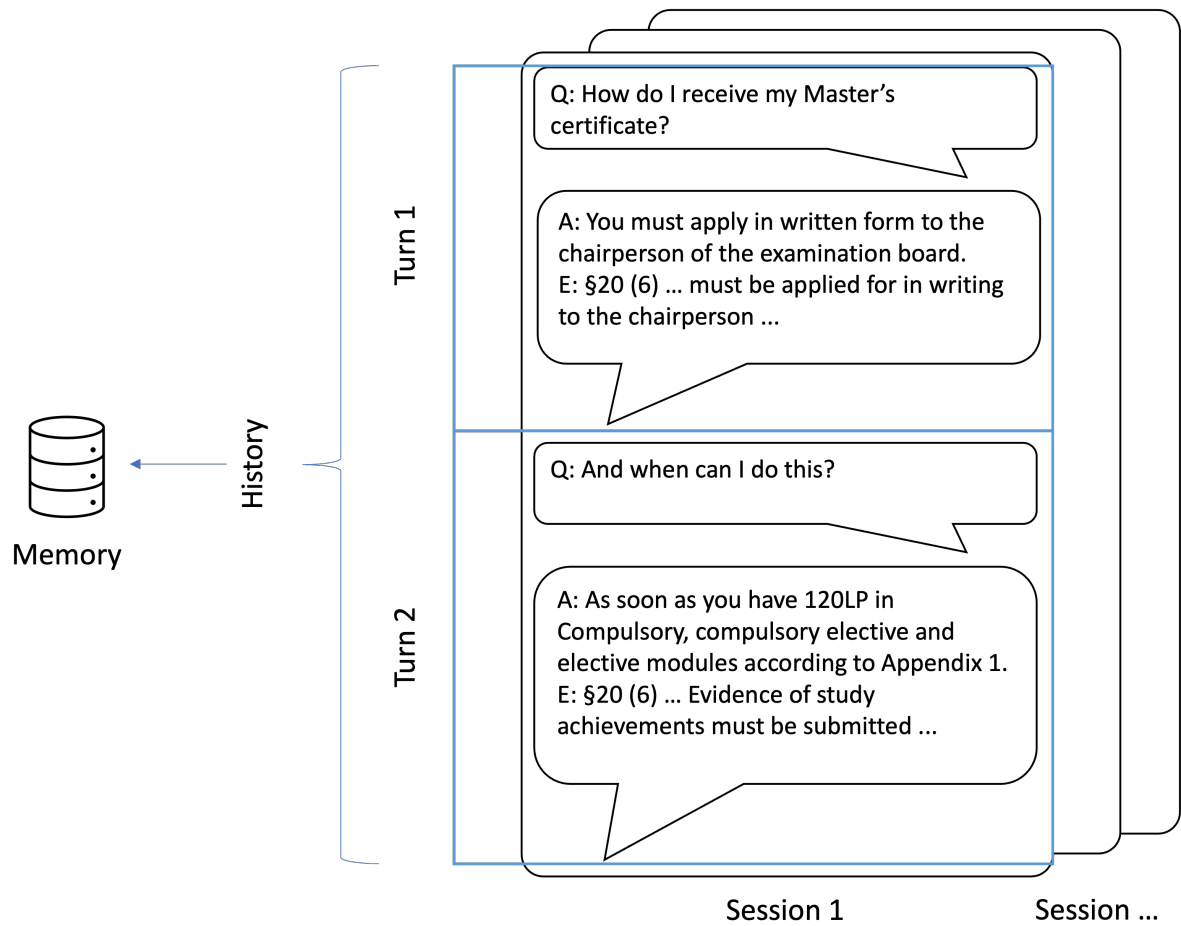 Q: How do I receive my Master’s
certificate?
A: You must apply in written form to the
chairperson of the examination board.
E: §20 (6) … must be applied for in writing
to the chairperson ...
Turn 1
Q: And when can I do this?
A: As soon as you have 120LP in
Compulsory, compulsory elective and
elective modules according to Appendix 1.
E: §20 (6) … Evidence of study
achievements must be submitted ...
Turn 2
History
Memory
Session 1
Session …